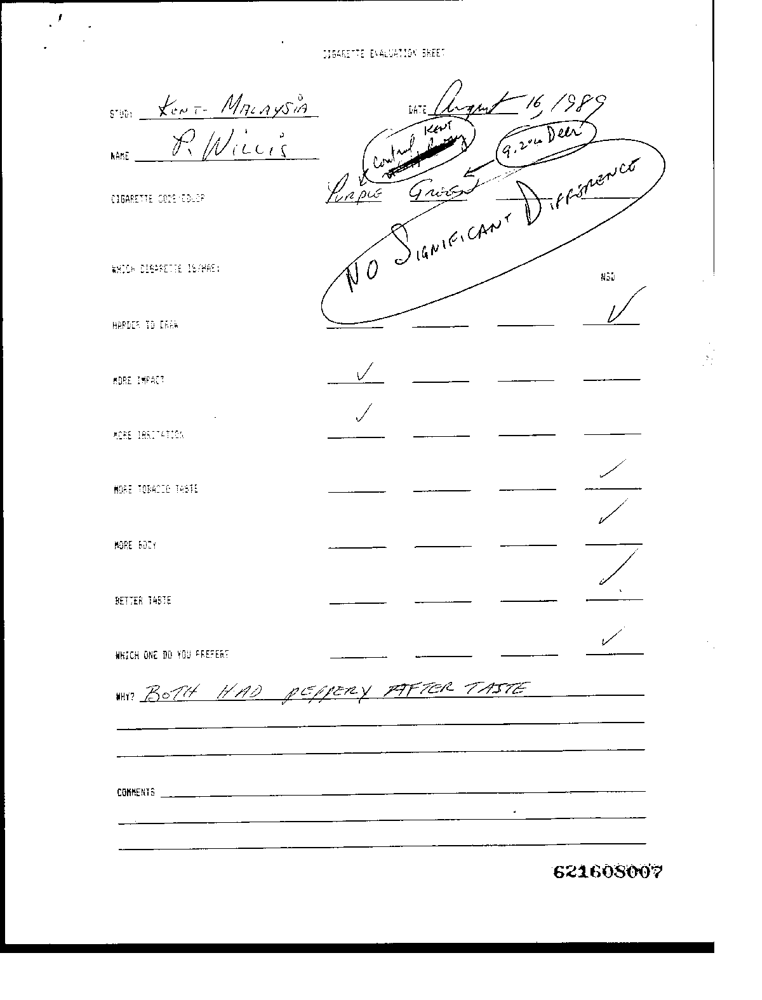 CIGARETTE EVALUATION SHEET
STUDY KENT- MALAYSIA DATE August 16, 1989
NAME P. WILLIS
Control KENT
9.2 Deer
CIGARETTE CODE/COLOR PURPLE GREEN
NO SIGNIFICANT DIFFERENCE
WHICH CIGARETTE IS/HAS: NSD
HARDER TO DRAW ✓
MORE IMPACT ✓
MORE IRRITATION ✓
MORE TOBACCO TASTE ✓
MORE BODY ✓
BETTER TASTE ✓
WHICH ONE DO YOU PREFER? ✓
WHY? BOTH HAD PEPPERY AFTER TASTE
COMMENTS
621608007